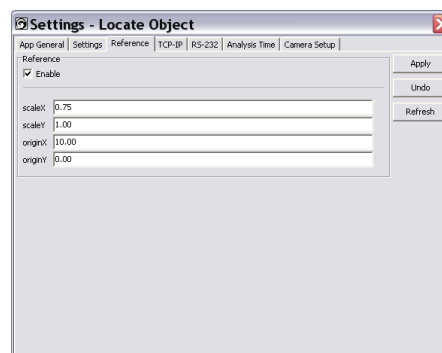 Settings - Locate Object
App General Settings Reference TCP-IP RS-232 Analysis Time Camera Setup
Reference
Enable
scaleX 0.75
scaleY 1.00
originX 10.00
originY 0.00
Apply
Undo
Refresh